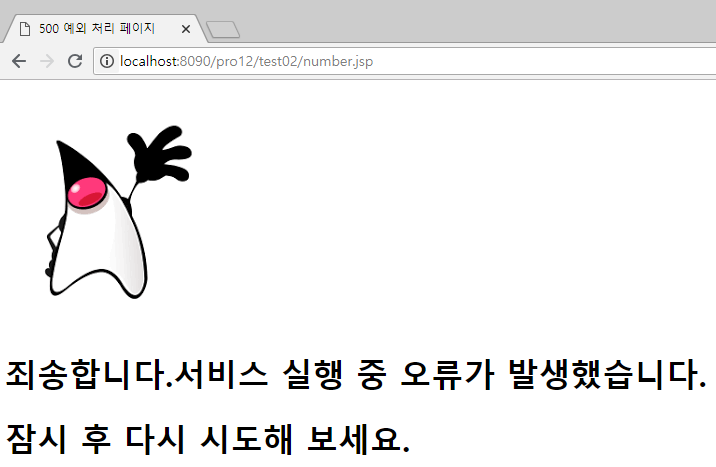 500 예외 처리 페이지
localhost:8090/pro12/test02/number.jsp
죄송합니다.서비스 실행 중 오류가 발생했습니다.
잠시 후 다시 시도해 보세요.